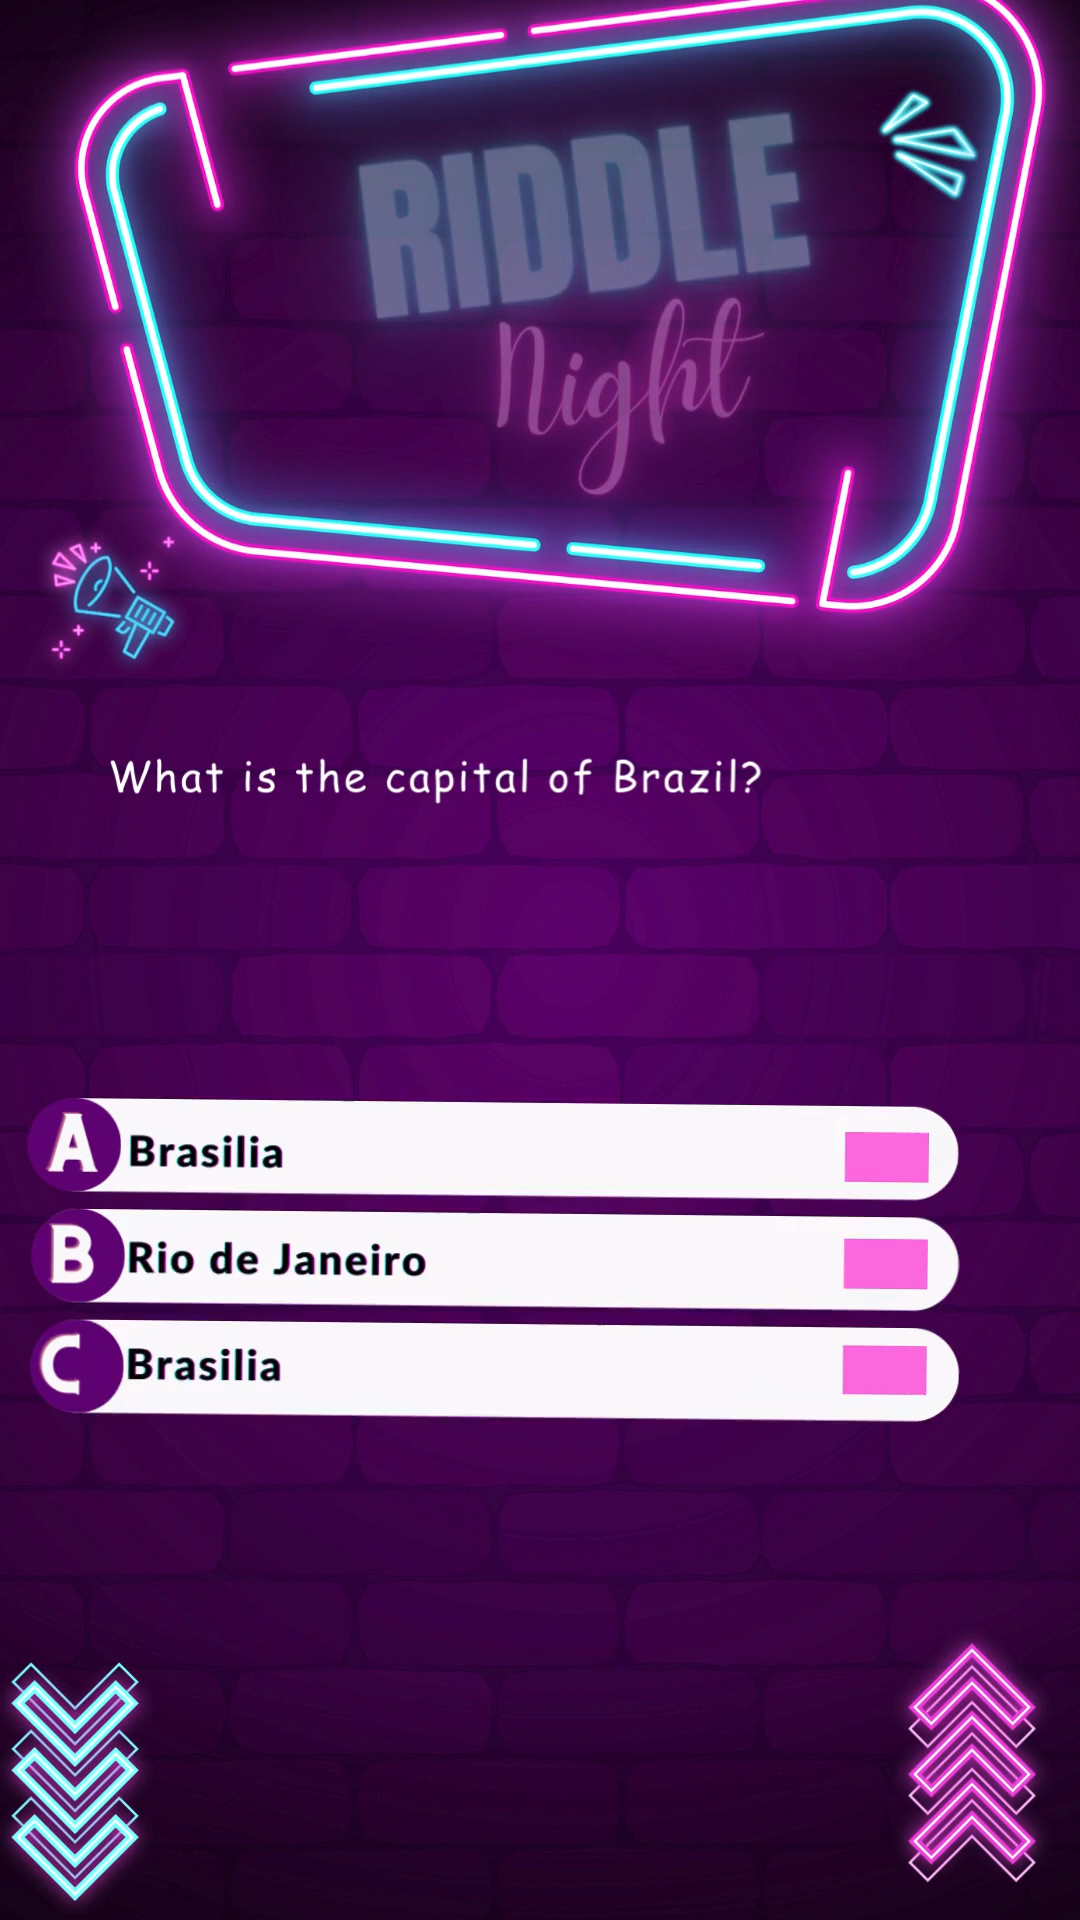 RIDDLE
Night
What is the capital of Brazil?
A Brasilia
B Rio de Janeiro
C Brasilia